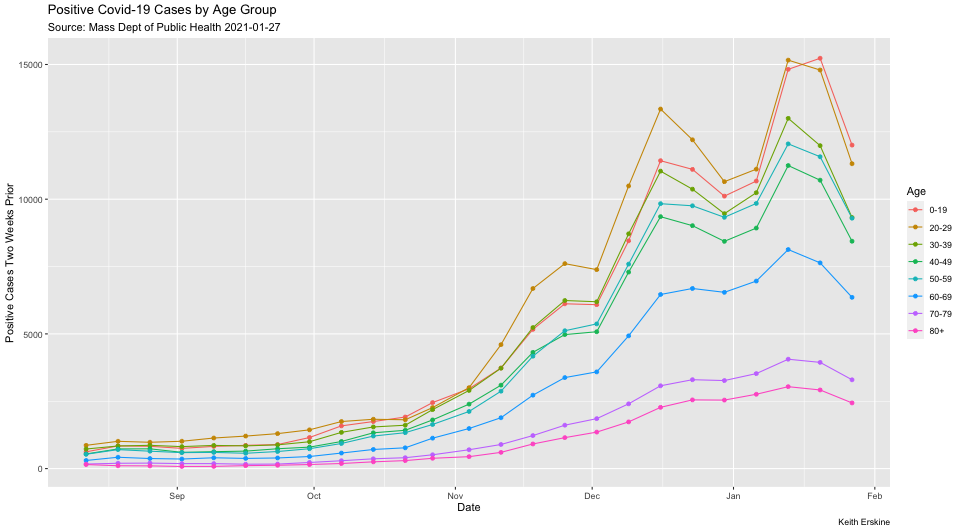 Positive Covid-19 Cases by Age Group
Source: Mass Dept of Public Health 2021-01-27
Positive Cases Two Weeks Prior
15000
10000
5000
0
Sep Oct Nov Dec Jan Feb
Date
Age
0-19
20-29
30-39
40-49
50-59
60-69
70-79
80+
Keith Erskine